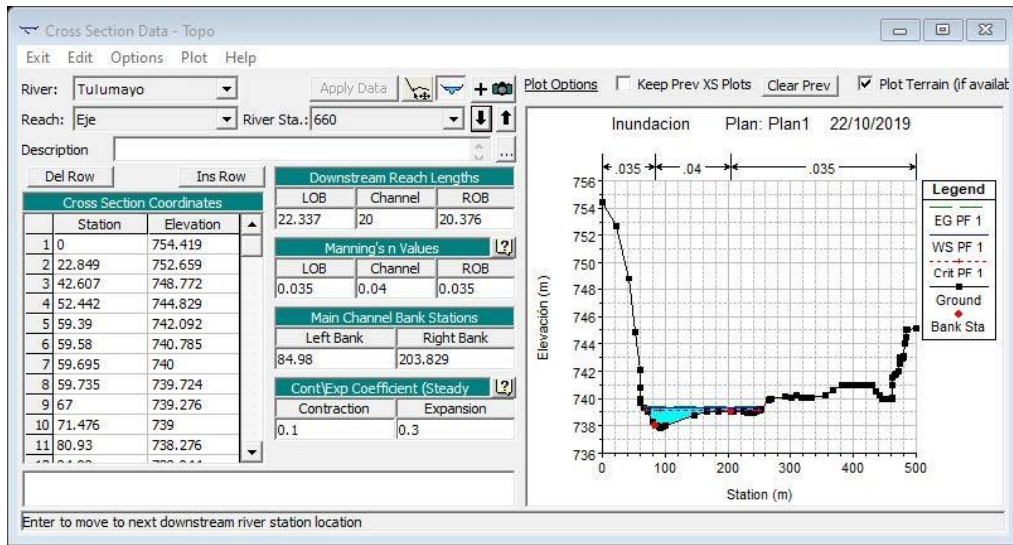 Cross Section Data - Topo
Exit Edit Options Plot Help
River: Tulumayo
Apply Data
Plot Options Keep Prev XS Plots Clear Prev Plot Terrain (if availab
Reach: Eje
River Sta.: 660
Description
...
Del Row Ins Row
Cross Section Coordinates
Station Elevation
1 0 754.419
2 22.849 752.659
3 42.607 748.772
4 52.442 744.829
5 59.39 742.092
6 59.58 740.785
7 59.695 740
8 59.735 739.724
9 67 739.276
10 71.476 739
11 80.93 738.276
Downstream Reach Lengths
LOB Channel ROB
22.337 20 20.376
Manning's n Values
LOB Channel ROB
0.035 0.04 0.035
Main Channel Bank Stations
Left Bank Right Bank
84.98 203.829
Cont\Exp Coefficient (Steady
Contraction Expansion
0.1 0.3
Inundacion Plan: Plan1 22/10/2019
.035 .04 .035
756
754
752
750
748
746
744
742
740
738
736
Elevación (m)
0 100 200 300 400 500
Station (m)
Legend
EG PF 1
WS PF 1
Crit PF 1
Ground
Bank Sta
Enter to move to next downstream river station location